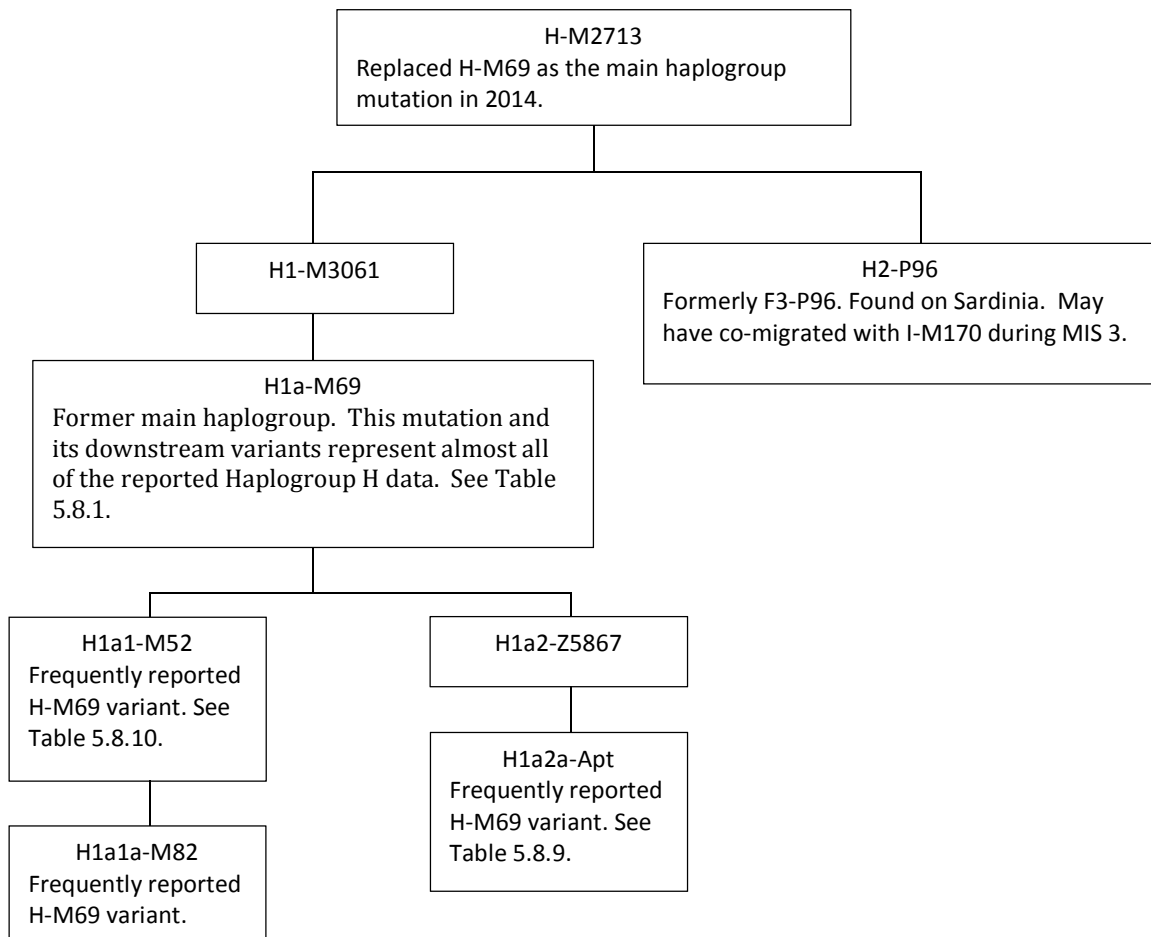 H-M2713
Replaced H-M69 as the main haplogroup
mutation in 2014.
H1-M3061
H2-P96
Formerly F3-P96. Found on Sardinia.  May
have co-migrated with I-M170 during MIS 3.
H1a-M69
Former main haplogroup.  This mutation and
its downstream variants represent almost all
of the reported Haplogroup H data.  See Table
5.8.1.
H1a1-M52
Frequently reported
H-M69 variant. See
Table 5.8.10.
H1a2-Z5867
H1a2a-Apt
Frequently reported
H-M69 variant. See
Table 5.8.9.
H1a1a-M82
Frequently reported
H-M69 variant.